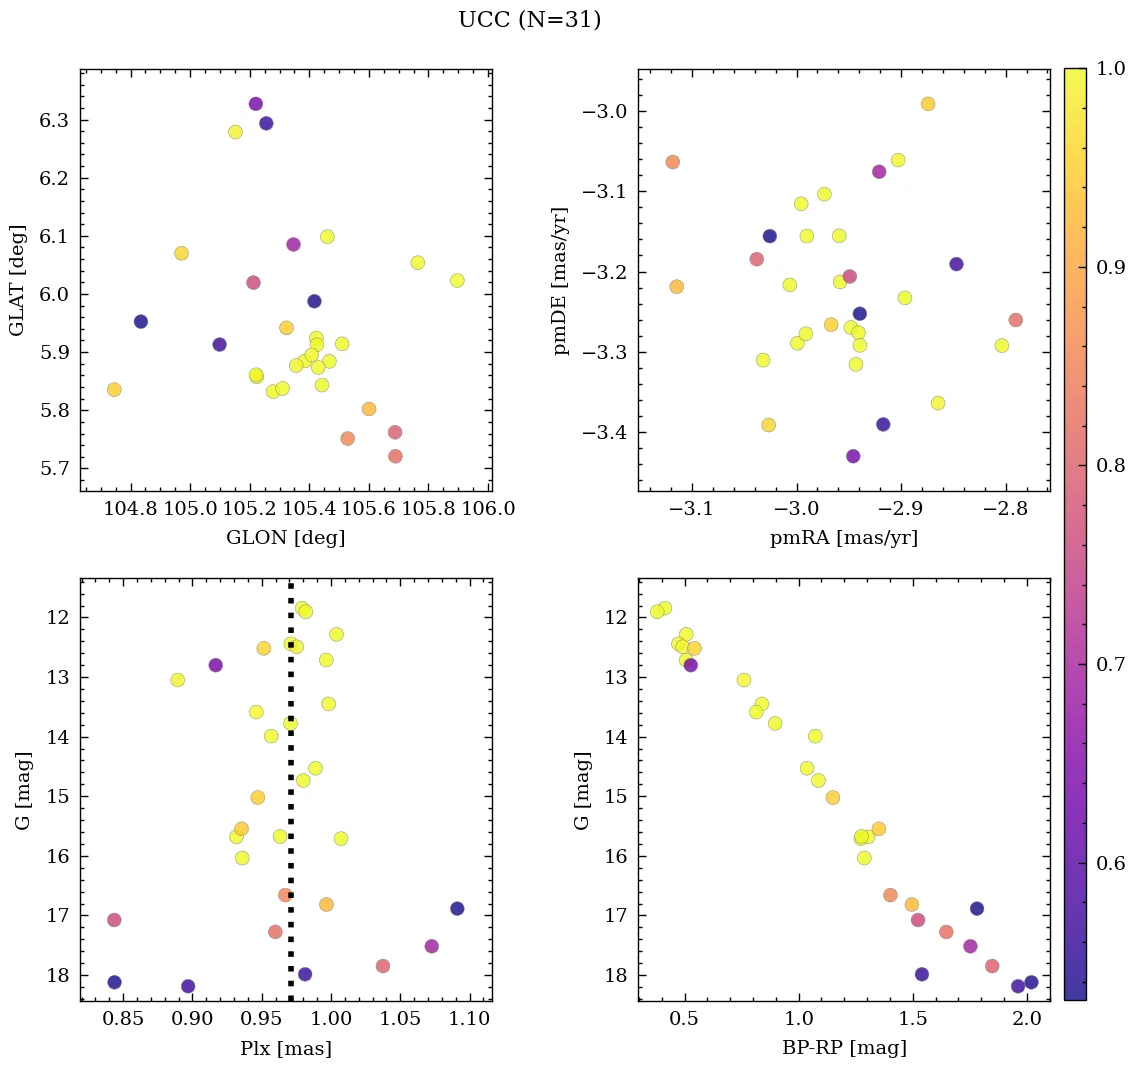 UCC (N=31)
6.3
6.2
6.1
6.0
5.9
5.8
5.7
GLAT [deg]
104.8 105.0 105.2 105.4 105.6 105.8 106.0
GLON [deg]
−3.0
−3.1
−3.2
−3.3
−3.4
pmDE [mas/yr]
−3.1 −3.0 −2.9 −2.8
pmRA [mas/yr]
1.0
0.9
0.8
0.7
0.6
12
13
14
15
16
17
18
G [mag]
0.85 0.90 0.95 1.00 1.05 1.10
Plx [mas]
12
13
14
15
16
17
18
G [mag]
0.5 1.0 1.5 2.0
BP-RP [mag]